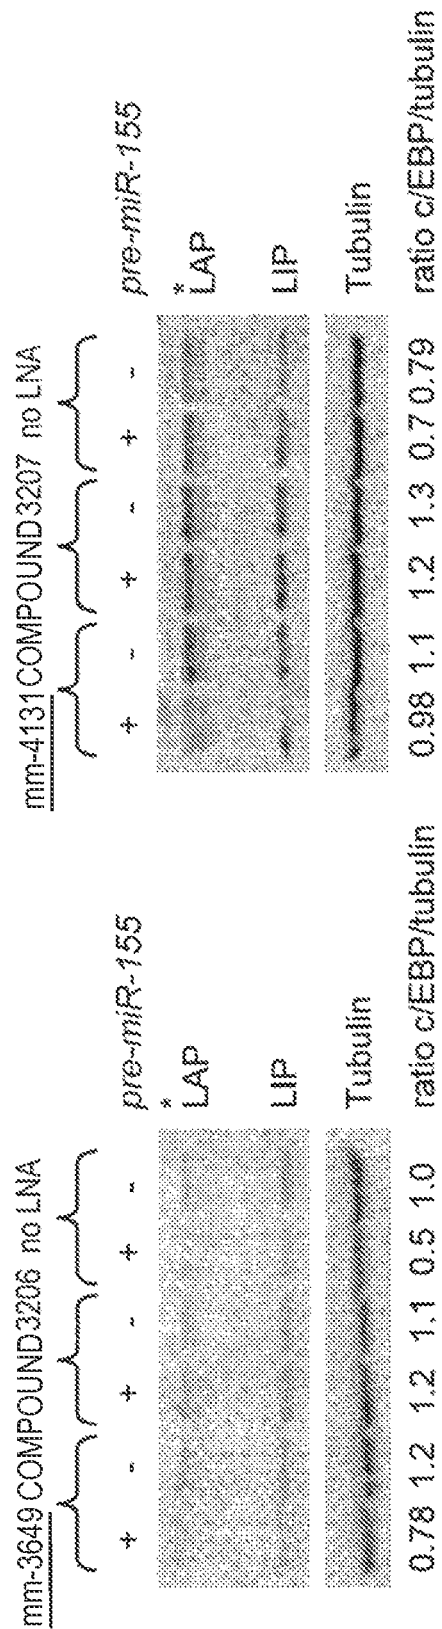 mm-3649 COMPOUND3206 no LNA
+ - + - + - pre-miR-155
*
LAP
LIP
Tubulin
0.78 1.2 1.2 1.1 0.5 1.0 ratio c/EBP/tubulin
mm-4131 COMPOUND3207 no LNA
+ - + - + - pre-miR-155
*
LAP
LIP
Tubulin
0.98 1.1 1.2 1.3 0.7 0.79 ratio c/EBP/tubulin